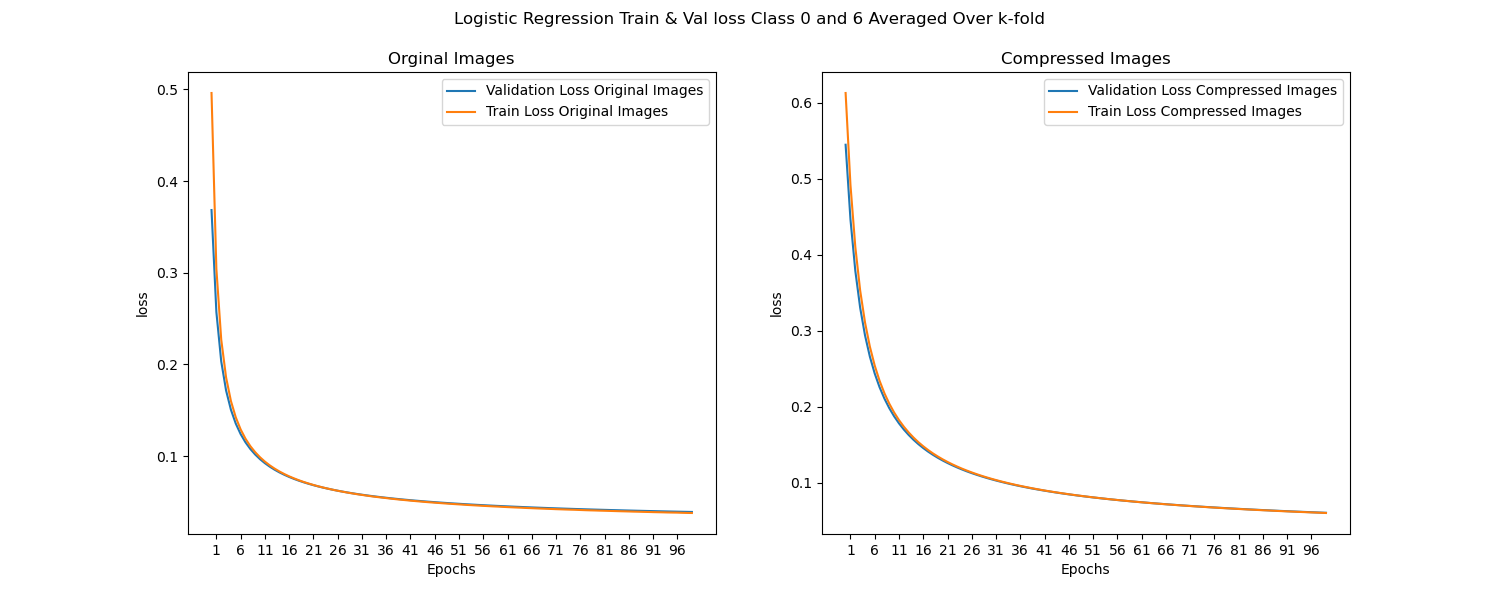 Logistic Regression Train & Val loss Class 0 and 6 Averaged Over k-fold
Orginal Images
Validation Loss Original Images
Train Loss Original Images
0.5
0.4
0.3
0.2
0.1
loss
1 6 11 16 21 26 31 36 41 46 51 56 61 66 71 76 81 86 91 96
Epochs
Compressed Images
Validation Loss Compressed Images
Train Loss Compressed Images
0.6
0.5
0.4
0.3
0.2
0.1
loss
1 6 11 16 21 26 31 36 41 46 51 56 61 66 71 76 81 86 91 96
Epochs